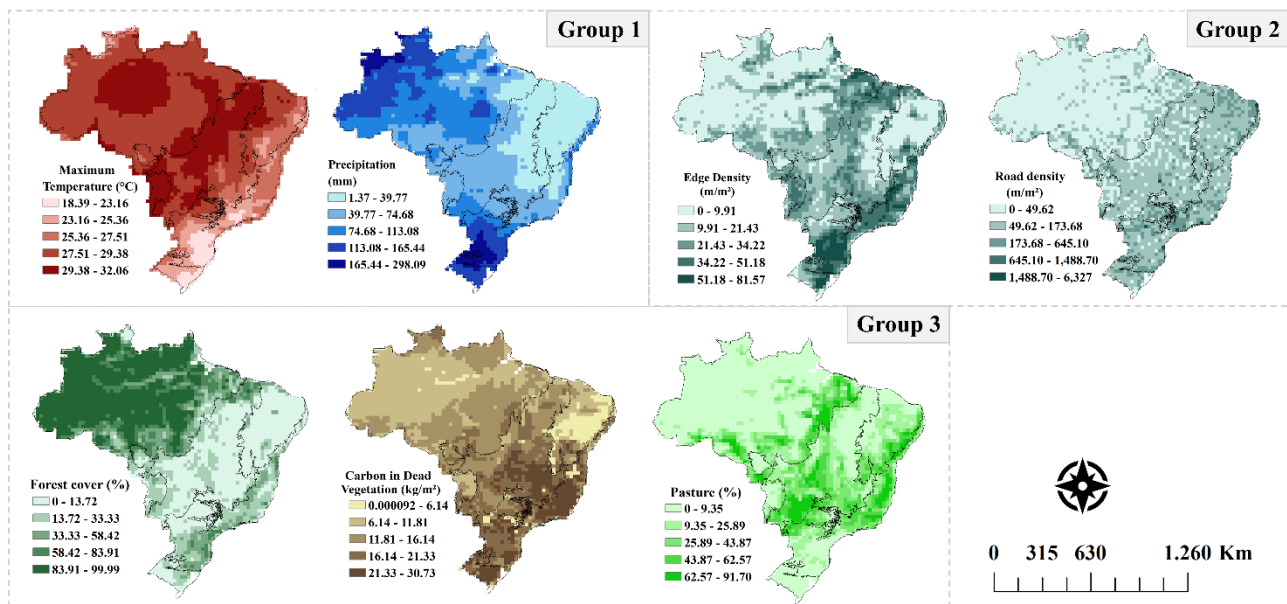 Group 1
Maximum
Temperature (°C)
18.39 - 23.16
23.16 - 25.36
25.36 - 27.51
27.51 - 29.38
29.38 - 32.06
Precipitation
(mm)
1.37 - 39.77
39.77 - 74.68
74.68 - 113.08
113.08 - 165.44
165.44 - 298.09
Group 2
Edge Density
(m/m²)
0 - 9.91
9.91 - 21.43
21.43 - 34.22
34.22 - 51.18
51.18 - 81.57
Road density
(m/m²)
0 - 49.62
49.62 - 173.68
173.68 - 645.10
645.10 - 1,488.70
1,488.70 - 6,327
Group 3
Forest cover (%)
0 - 13.72
13.72 - 33.33
33.33 - 58.42
58.42 - 83.91
83.91 - 99.99
Carbon in Dead
Vegetation (kg/m²)
0.000092 - 6.14
6.14 - 11.81
11.81 - 16.14
16.14 - 21.33
21.33 - 30.73
Pasture (%)
0 - 9.35
9.35 - 25.89
25.89 - 43.87
43.87 - 62.57
62.57 - 91.70
0 315 630 1.260 Km